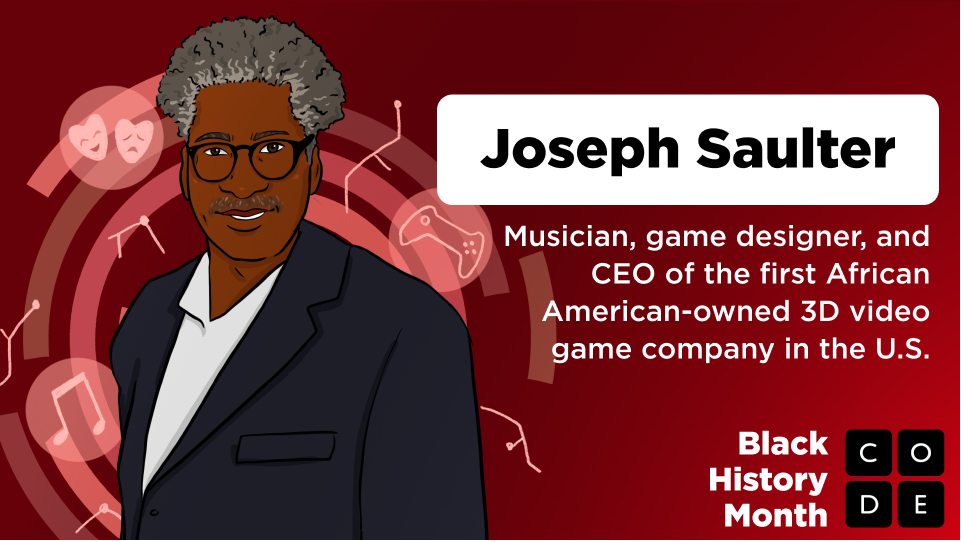 Joseph Saulter
Musician, game designer, and
CEO of the first African
American-owned 3D video
game company in the U.S.
Black
History
Month
C O
D E